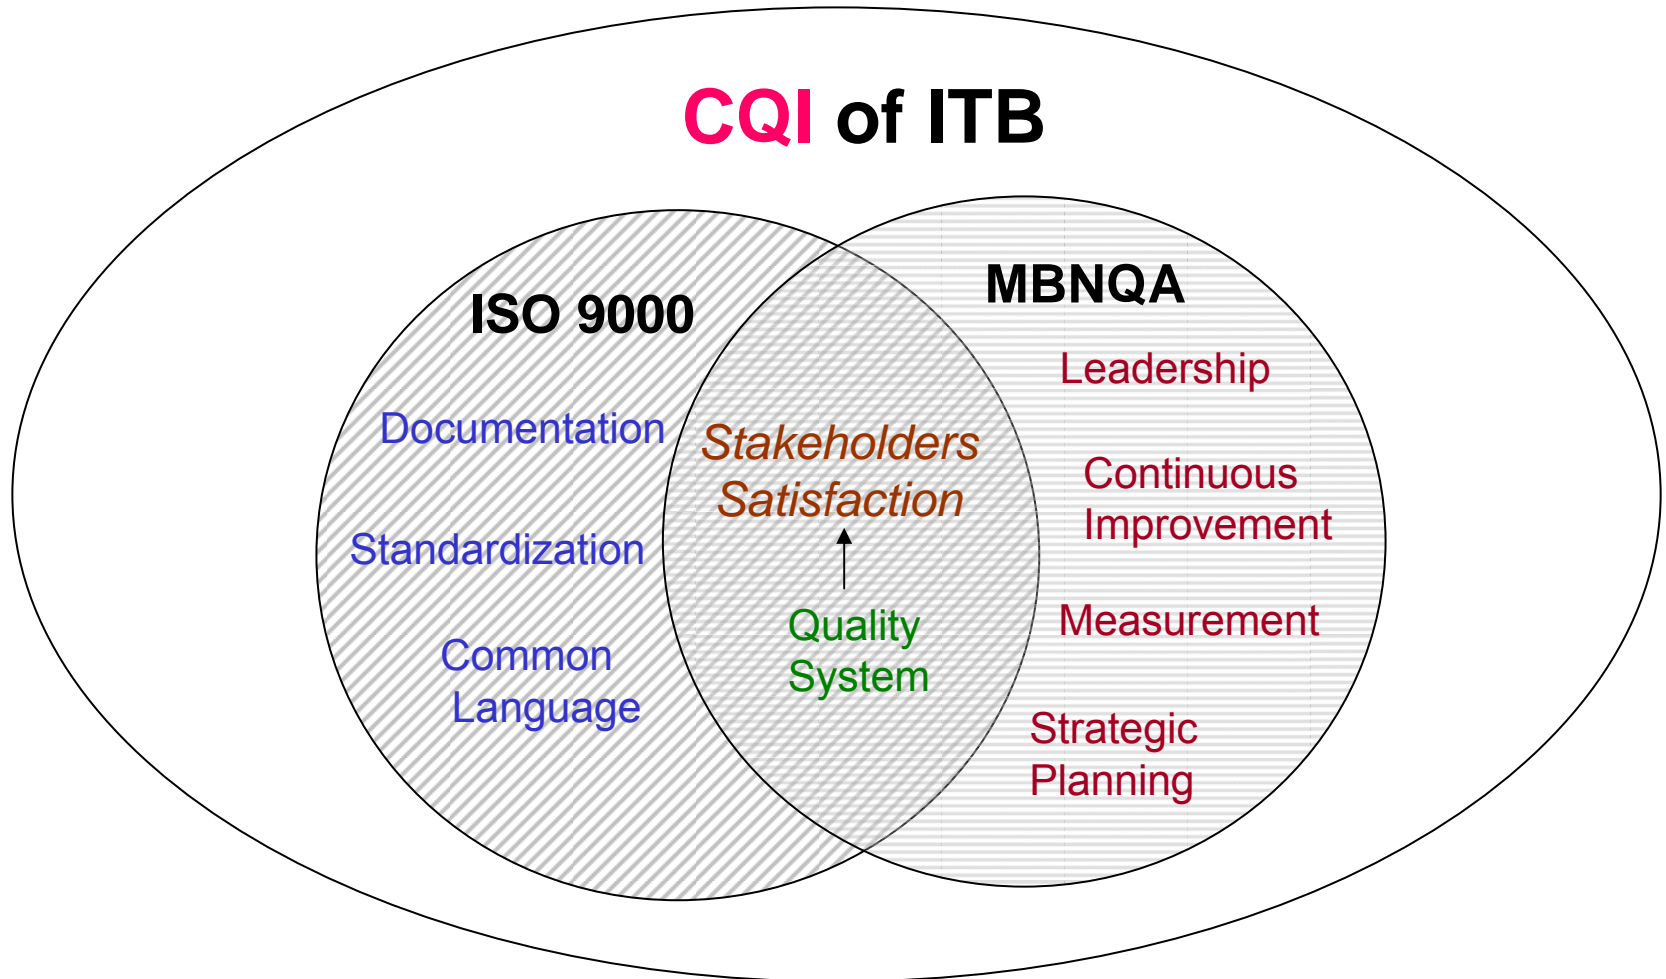 CQI of ITB
ISO 9000
Documentation
Standardization
Common
Language
Stakeholders
Satisfaction
Quality
System
MBNQA
Leadership
Continuous
Improvement
Measurement
Strategic
Planning